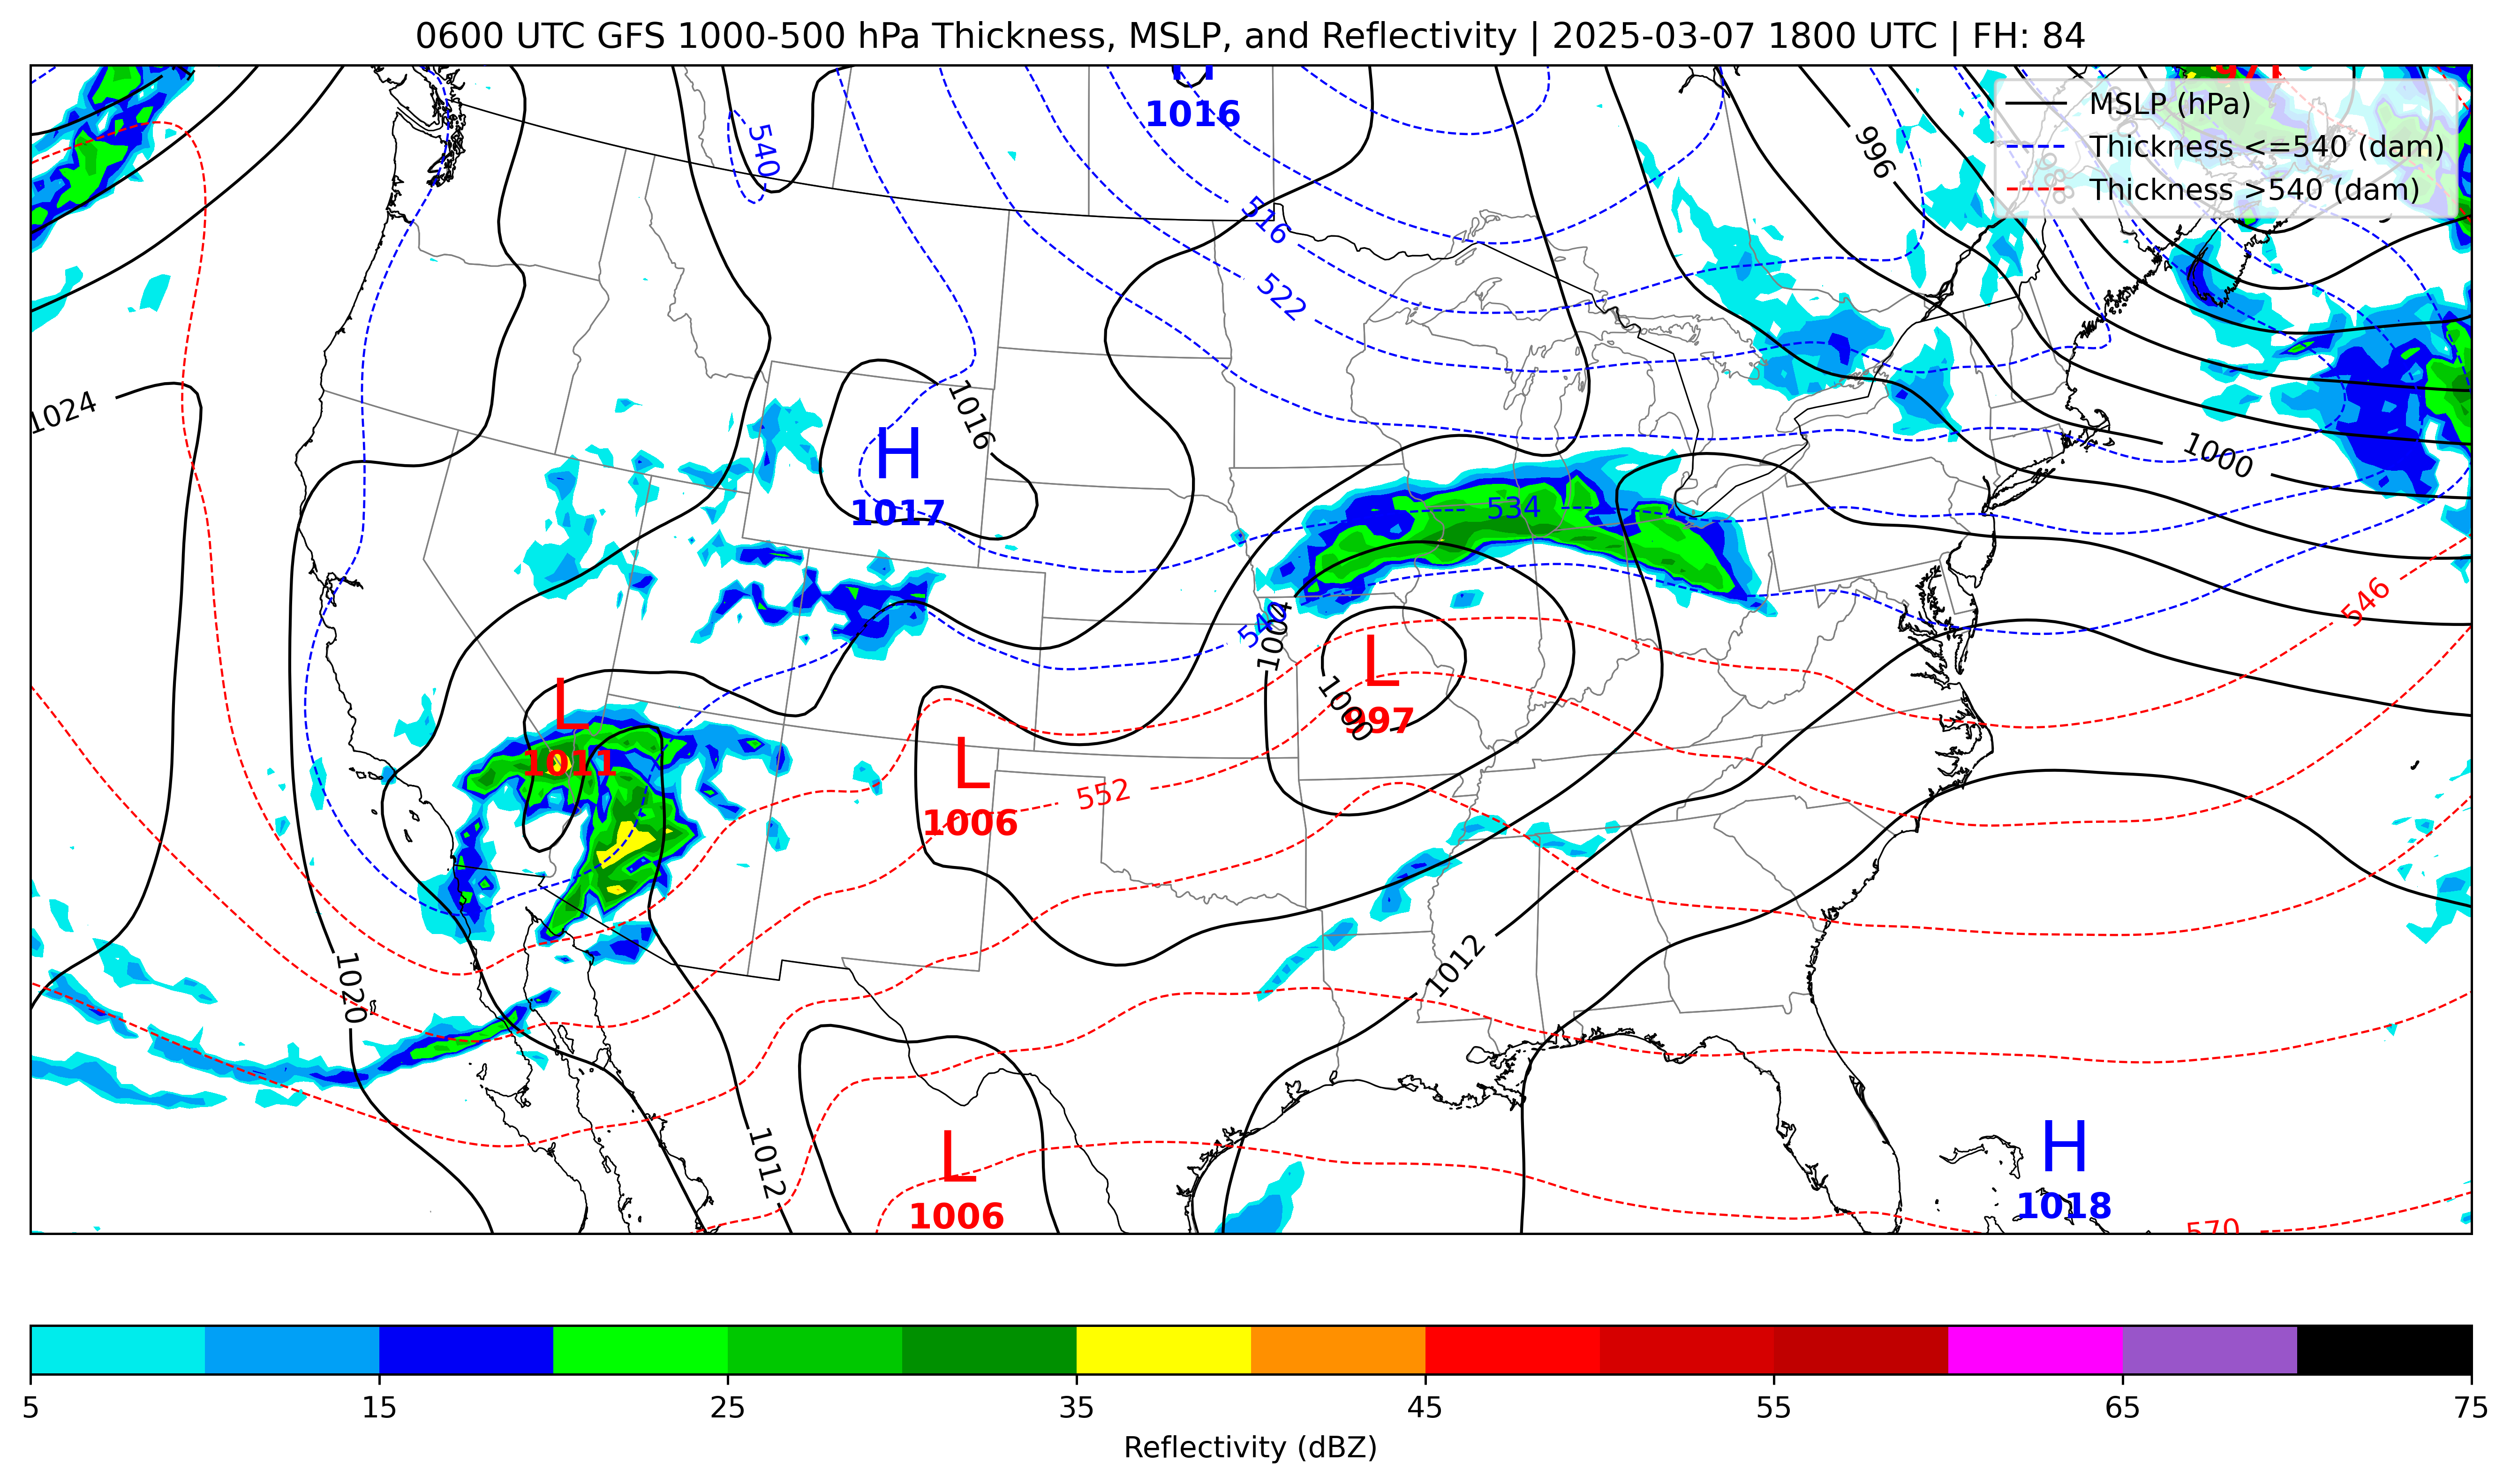 0600 UTC GFS 1000-500 hPa Thickness, MSLP, and Reflectivity | 2025-03-07 1800 UTC | FH: 84
H
1016
MSLP (hPa)
Thickness <=540 (dam)
Thickness >540 (dam)
996
988
540
516
522
1024
1016
H
1017
1000
534
546
540
1004
L
997
1000
L
1011
L
1006
552
1012
1020
1012
L
1006
H
1018
570
5 15 25 35 45 55 65 75
Reflectivity (dBZ)